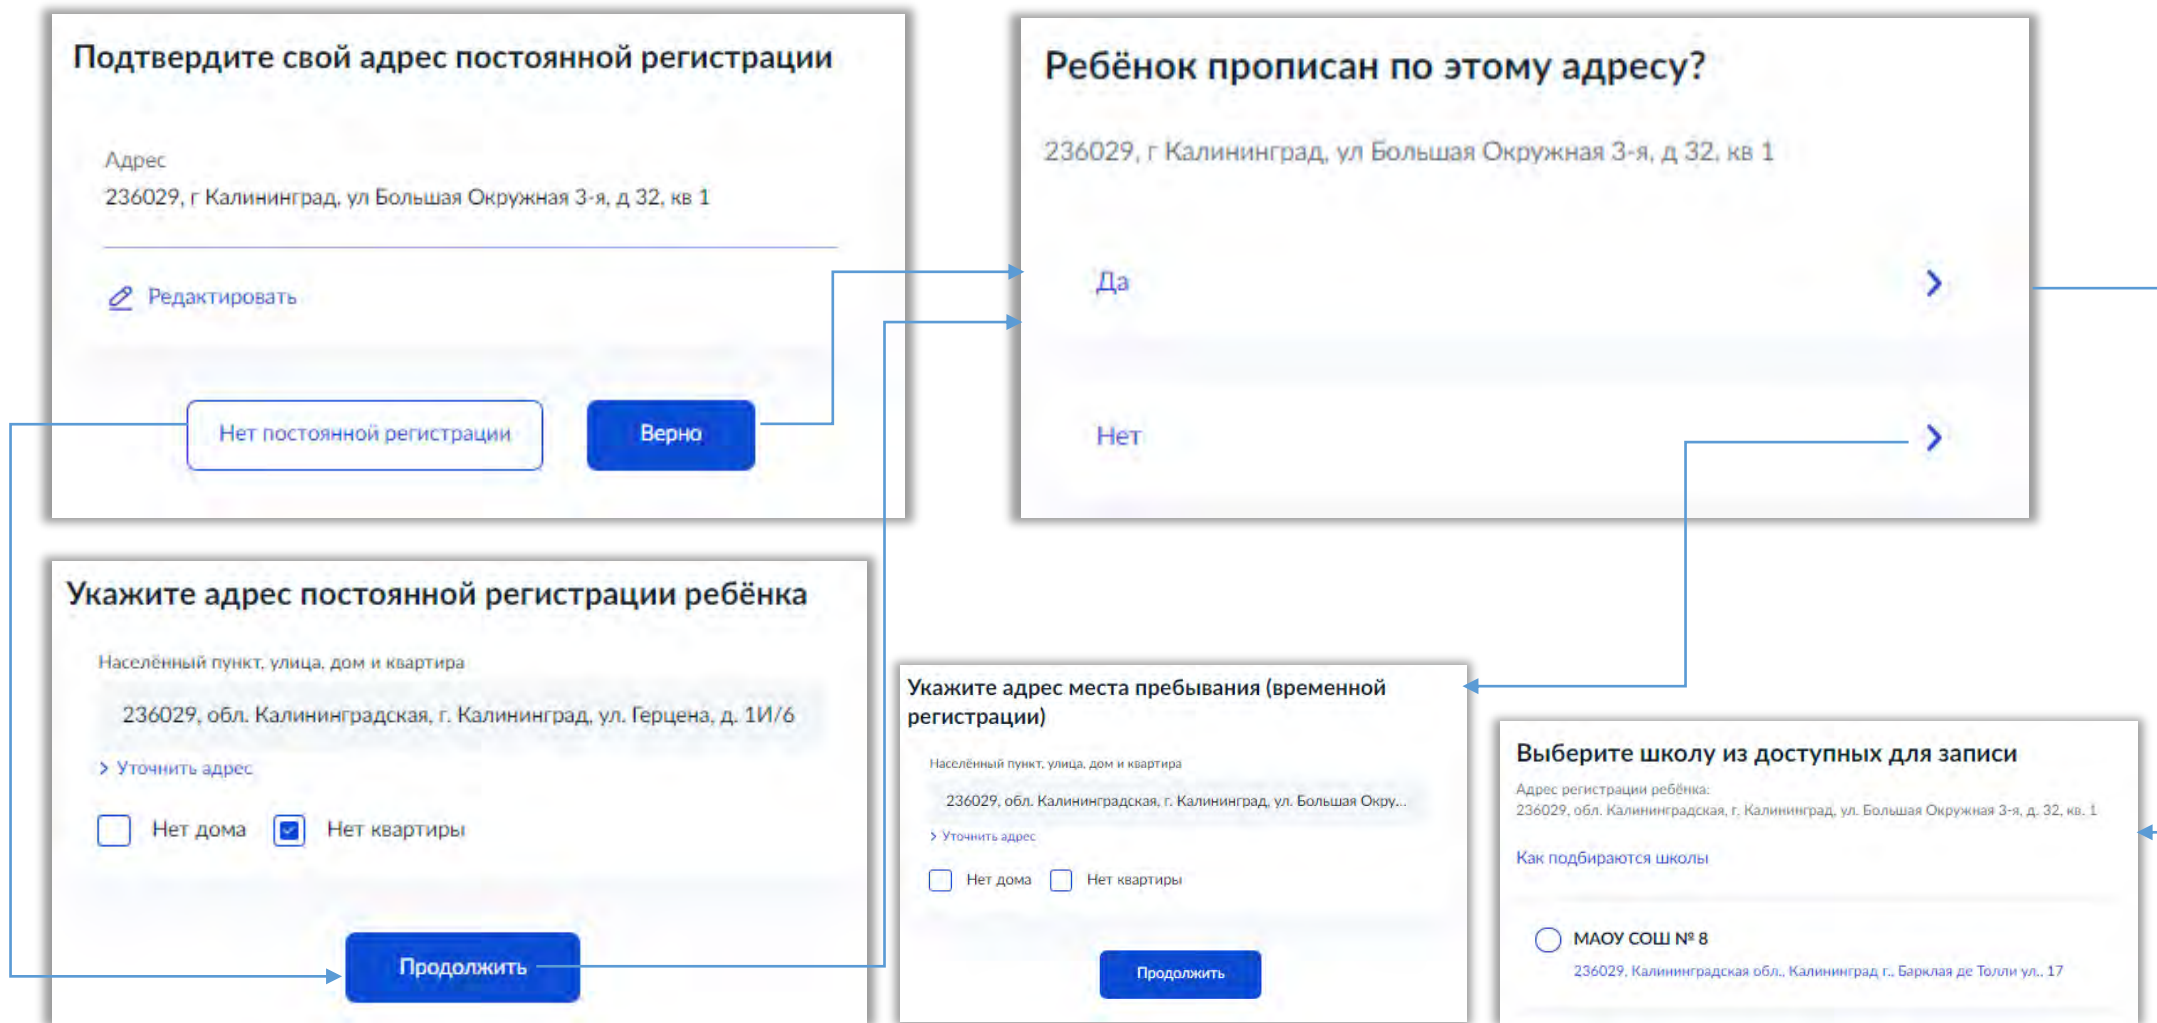 Подтвердите свой адрес постоянной регистрации
Адрес
236029, г Калининград, ул Большая Окружная 3-я, д 32, кв 1
Редактировать
Нет постоянной регистрации
Верно
Ребёнок прописан по этому адресу?
236029, г Калининград, ул Большая Окружная 3-я, д 32, кв 1
Да
Нет
Укажите адрес постоянной регистрации ребёнка
Населённый пункт, улица, дом и квартира
236029, обл. Калининградская, г. Калининград, ул. Герцена, д. 1И/6
> Уточнить адрес
Нет дома
Нет квартиры
Продолжить
Укажите адрес места пребывания (временной
регистрации)
Населённый пункт, улица, дом и квартира
236029, обл. Калининградская, г. Калининград, ул. Большая Окру...
> Уточнить адрес
Нет дома
Нет квартиры
Продолжить
Выберите школу из доступных для записи
Адрес регистрации ребёнка:
236029, обл. Калининградская, г. Калининград, ул. Большая Окружная 3-я, д. 32, кв. 1
Как подбираются школы
МАОУ СОШ № 8
236029, Калининградская обл., Калининград г., Барклая де Толли ул., 17